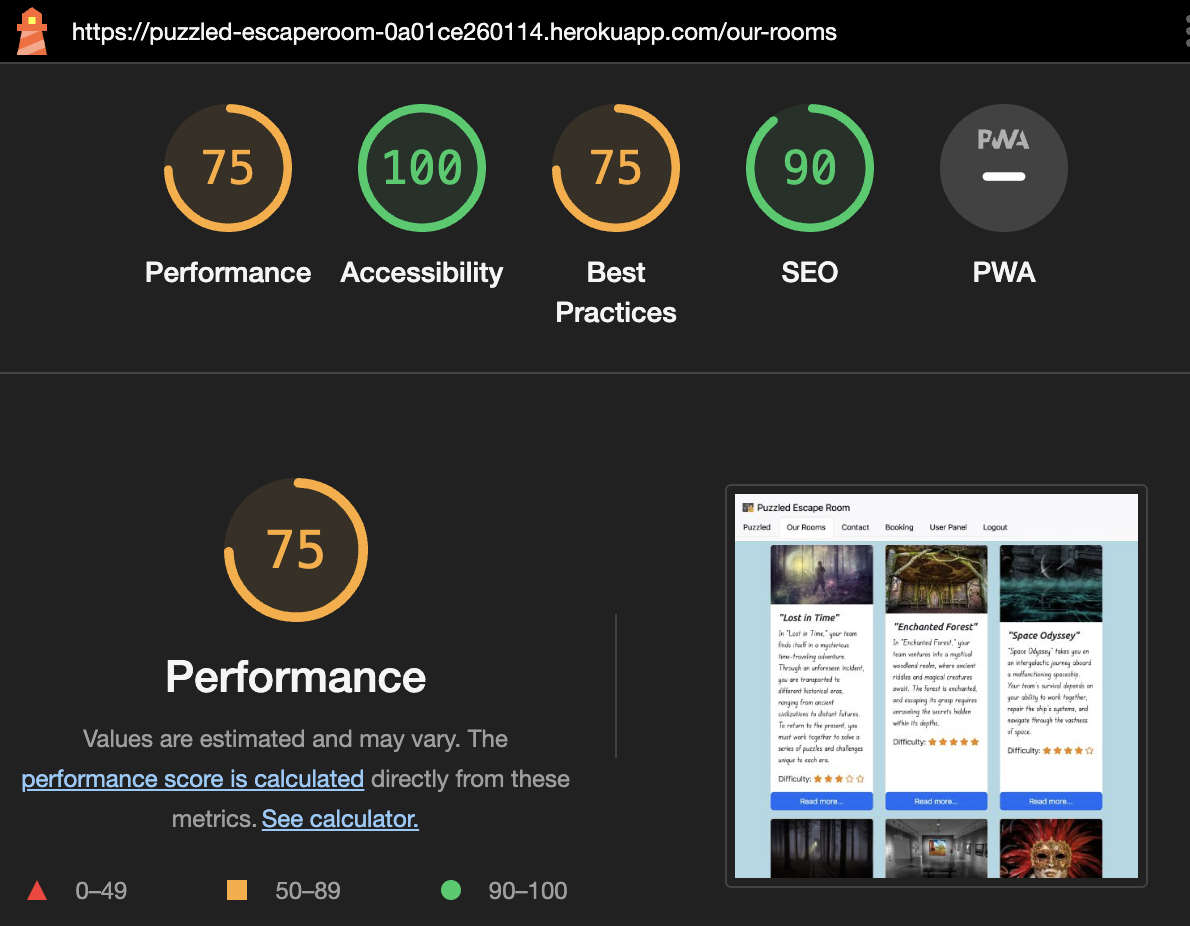 https://puzzled-escaperoom-0a01ce260114.herokuapp.com/our-rooms
75
100
75
90
PWA
Performance
Accessibility
Best
Practices
SEO
PWA
75
Performance
Values are estimated and may vary. The
performance score is calculated directly from these
metrics. See calculator.
0–49
50–89
90–100
Puzzled Escape Room
Puzzled
Our Rooms
Contact
Booking
User Panel
Logout
"Lost in Time"
In "Lost in Time," your team
finds itself in a mysterious
time-traveling adventure.
Through an unforeseen incident,
you are transported to
different historical eras,
ranging from ancient
civilizations to distant futures.
To return to the present, you
must work together to solve a
series of puzzles and challenges
unique to each era.
Difficulty:
Read more...
"Enchanted Forest"
In "Enchanted Forest," your
team ventures into a mystical
woodland realm, where ancient
riddles and magical creatures
await. The forest is enchanted,
and escaping its grasp requires
unraveling the secrets hidden
within its depths.
Difficulty:
Read more...
"Space Odyssey"
"Space Odyssey" takes you on
an intergalactic journey aboard
a malfunctioning spaceship.
Your team's survival depends on
your ability to work together,
repair the ship's systems, and
navigate through the vastness
of space.
Difficulty:
Read more...